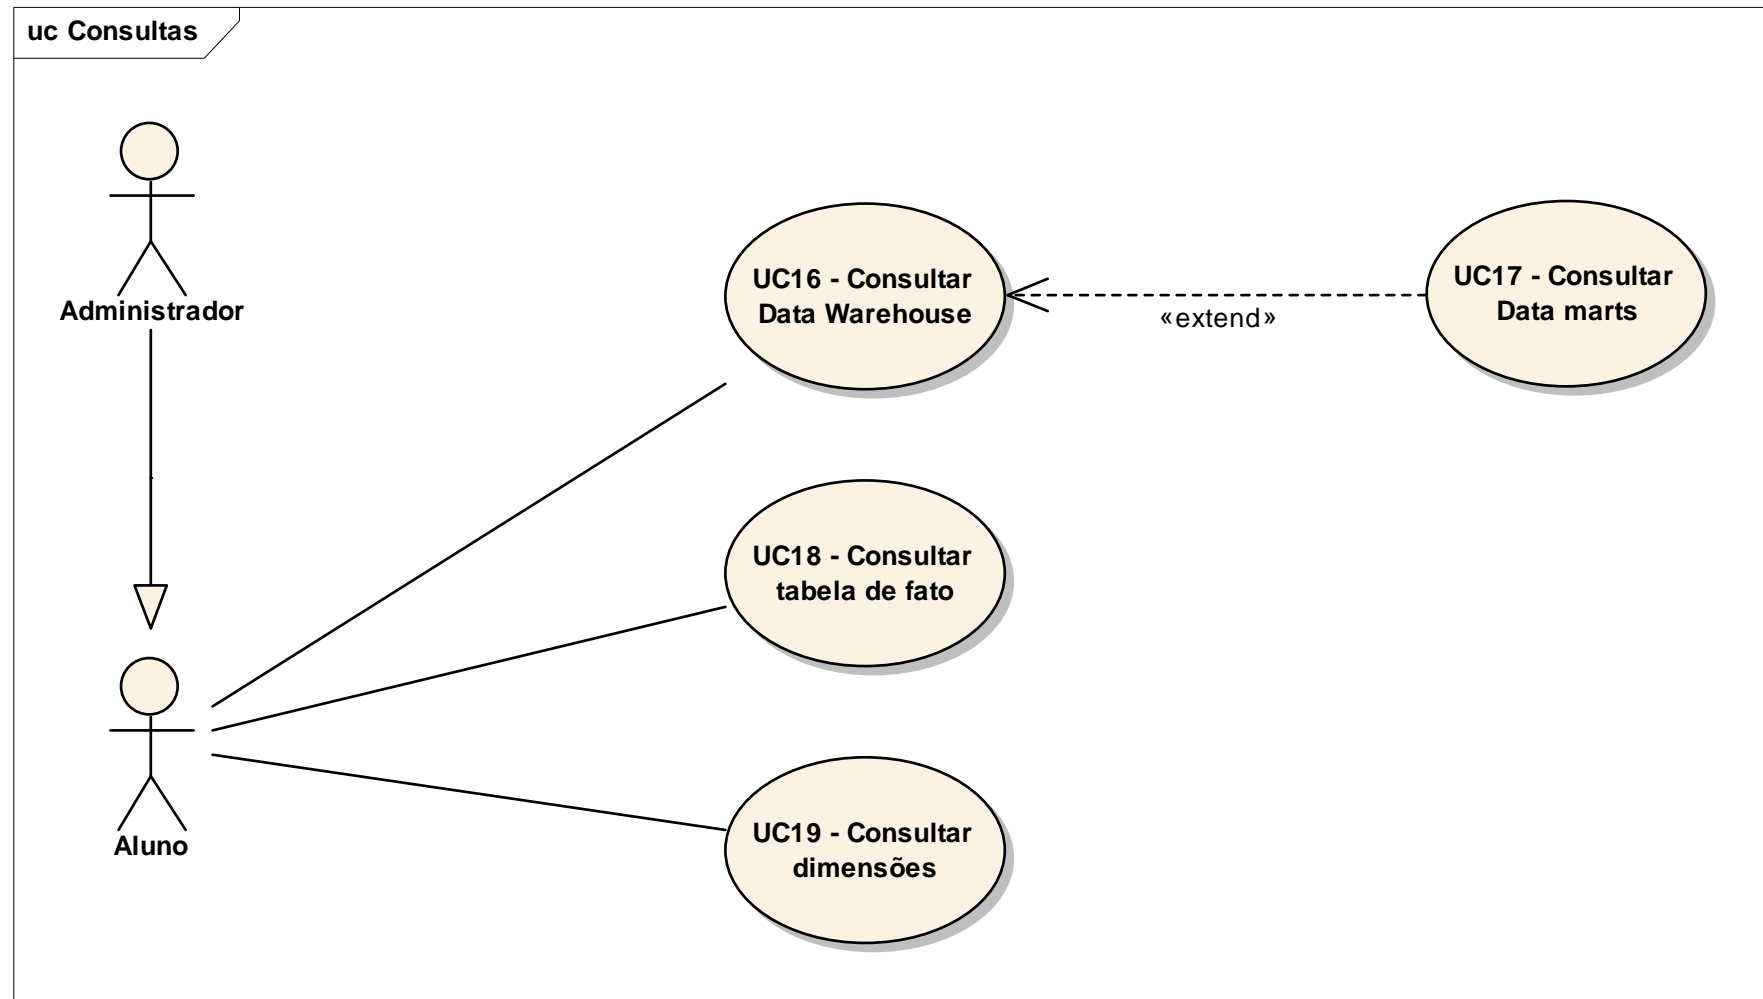 uc Consultas
Administrador
UC16 - Consultar
Data Warehouse
«extend»
UC17 - Consultar
Data marts
UC18 - Consultar
tabela de fato
Aluno
UC19 - Consultar
dimensões